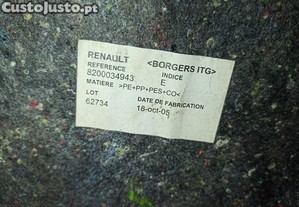 CustoJusto.pt
RENAULT <BORGERS ITG>
REFERENCE INDICE
8200034943 E
MATIERE >PE+PP+PES+CO<
LOT DATE DE FABRICATION
62734 18-oct-05